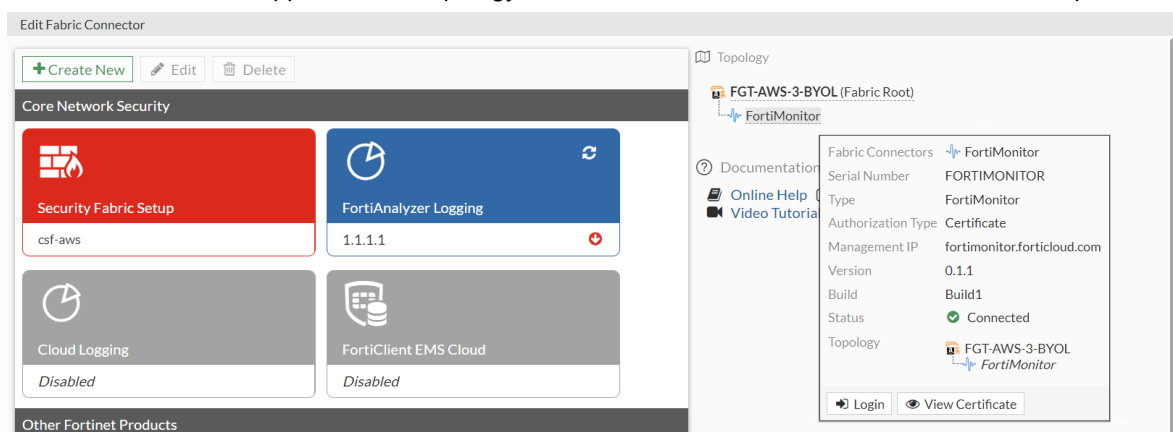 Edit Fabric Connector
Create New Edit Delete
Core Network Security
Security Fabric Setup
csf-aws
FortiAnalyzer Logging
1.1.1.1
Cloud Logging
Disabled
FortiClient EMS Cloud
Disabled
Other Fortinet Products
Topology
FGT-AWS-3-BYOL (Fabric Root)
FortiMonitor
Documentation
Online Help
Video Tutorial
Fabric Connectors FortiMonitor
Serial Number FORTIMONITOR
Type FortiMonitor
Authorization Type Certificate
Management IP fortimonitor.forticloud.com
Version 0.1.1
Build Build1
Status Connected
Topology FGT-AWS-3-BYOL
FortiMonitor
Login View Certificate